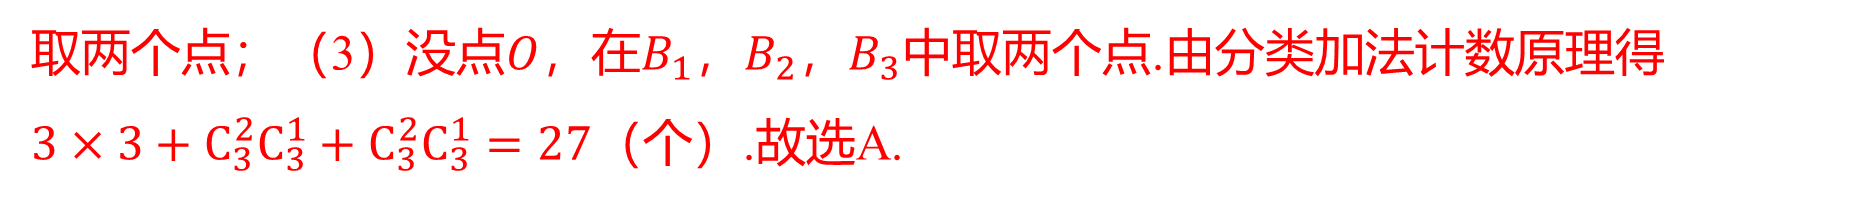 取两个点；（3）没点O，在B₁，B₂，B₃中取两个点.由分类加法计数原理得
3 × 3 + C₃²C₃¹ + C₃²C₃¹ = 27（个）.故选A.